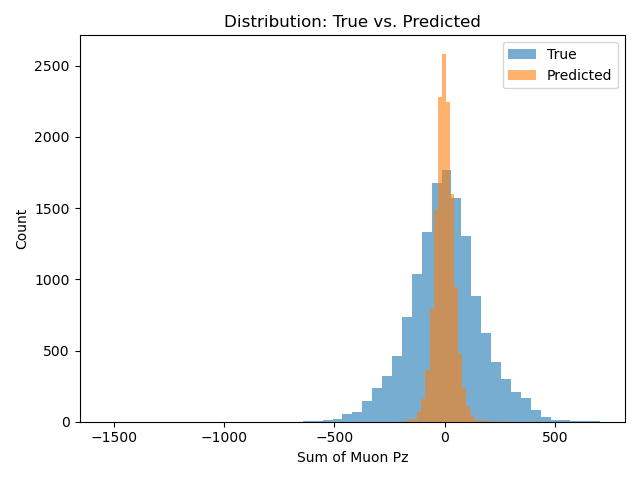 Distribution: True vs. Predicted
True
Predicted
Count
2500
2000
1500
1000
500
0
−1500
−1000
−500
0
500
Sum of Muon Pz